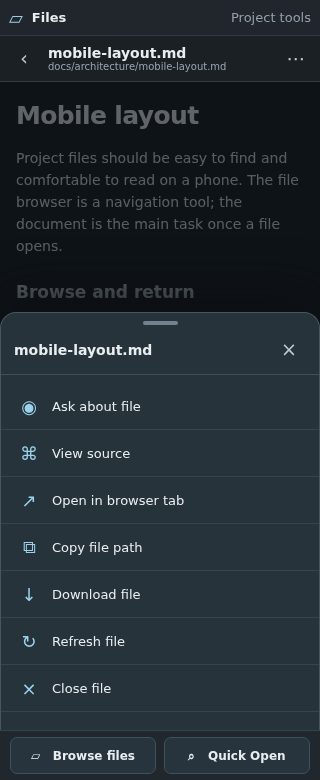 Files
Project tools
mobile-layout.md
docs/architecture/mobile-layout.md
Mobile layout
Project files should be easy to find and
comfortable to read on a phone. The file
browser is a navigation tool; the
document is the main task once a file
opens.
Browse and return
mobile-layout.md
Ask about file
View source
Open in browser tab
Copy file path
Download file
Refresh file
Close file
Browse files
Quick Open